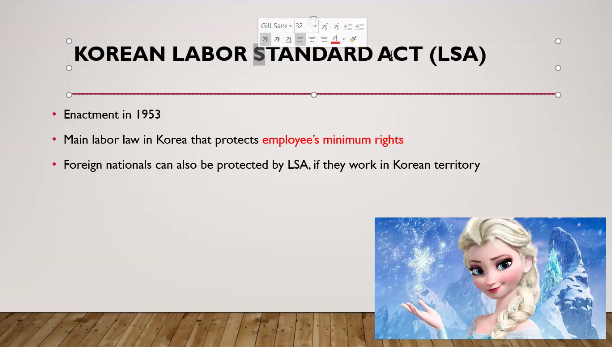 Gill Sans
32
KOREAN LABOR STANDARD ACT (LSA)
• Enactment in 1953
• Main labor law in Korea that protects employee's minimum rights
• Foreign nationals can also be protected by LSA, if they work in Korean territory